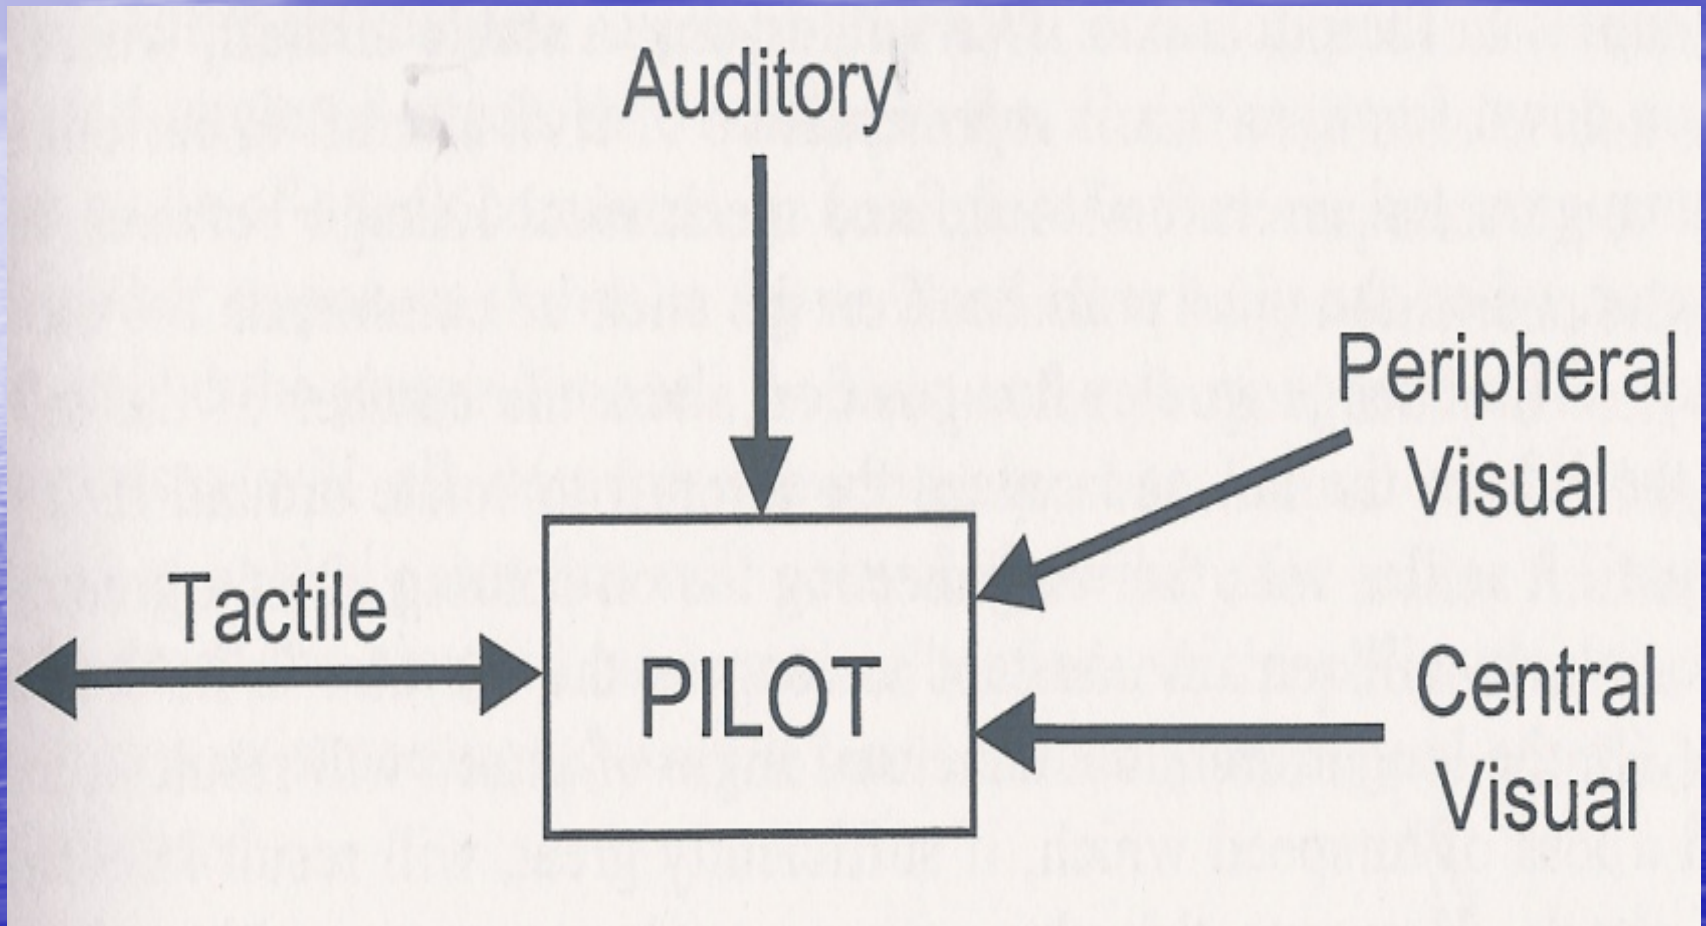 Auditory
Peripheral
Visual
Tactile
PILOT
Central
Visual